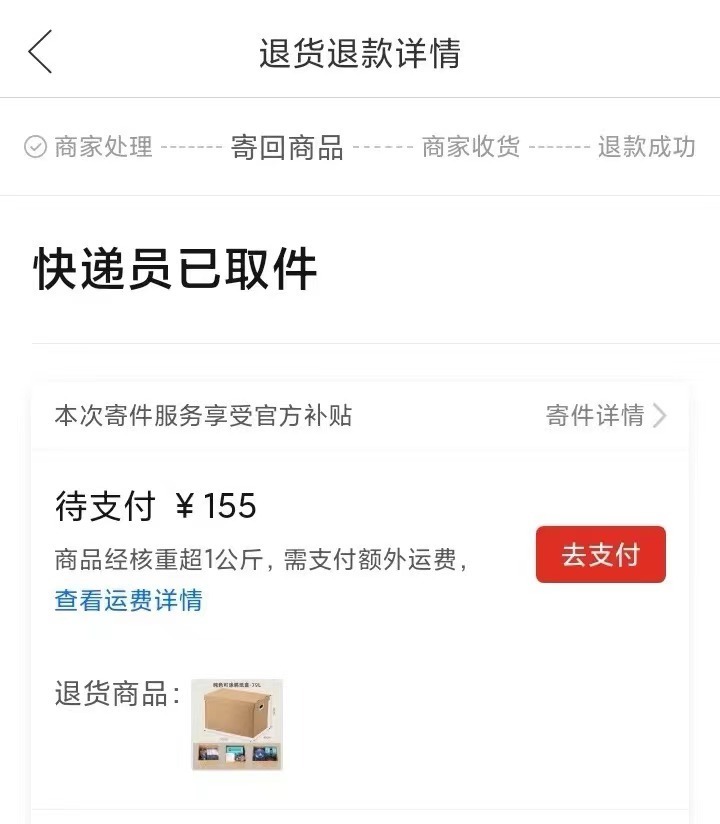 退货退款详情
商家处理 寄回商品 商家收货 退款成功
快递员已取件
本次寄件服务享受官方补贴 寄件详情
待支付 ¥155
商品经核重超1公斤，需支付额外运费，
去支付
查看运费详情
退货商品：